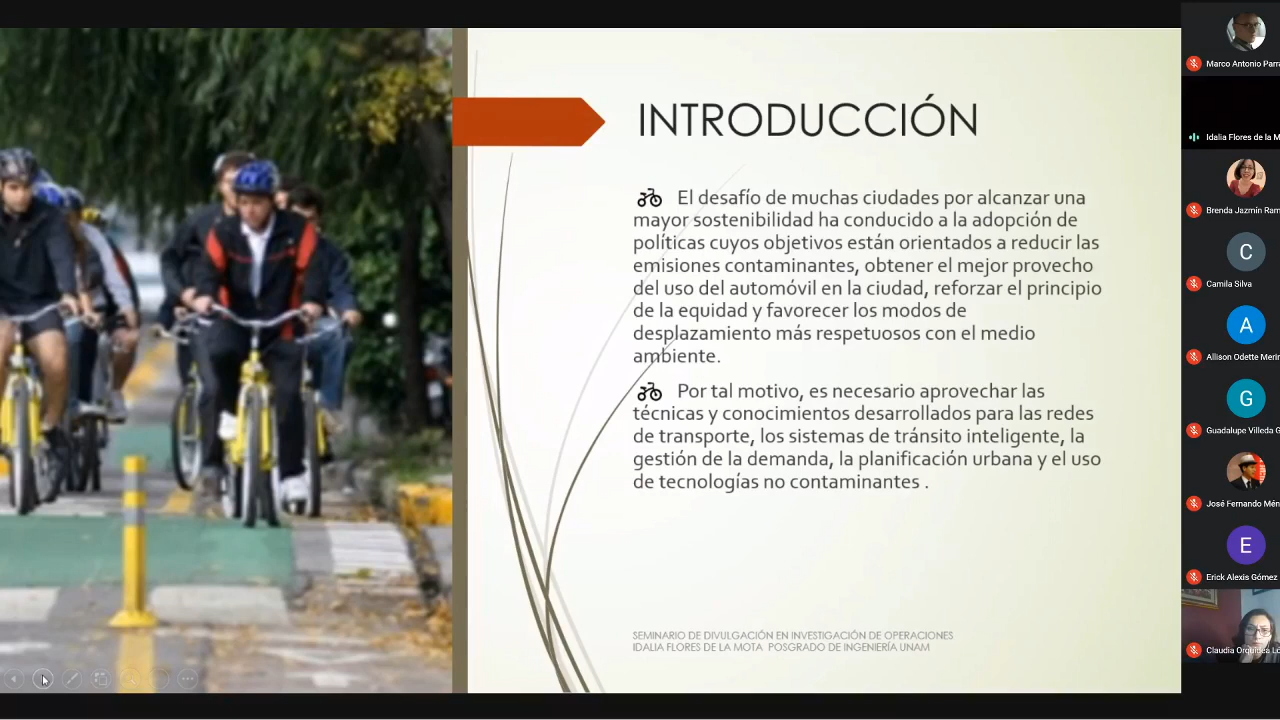 INTRODUCCIÓN
El desafío de muchas ciudades por alcanzar una
mayor sostenibilidad ha conducido a la adopción de
políticas cuyos objetivos están orientados a reducir las
emisiones contaminantes, obtener el mejor provecho
del uso del automóvil en la ciudad, reforzar el principio
de la equidad y favorecer los modos de
desplazamiento más respetuosos con el medio
ambiente.
Por tal motivo, es necesario aprovechar las
técnicas y conocimientos desarrollados para las redes
de transporte, los sistemas de tránsito inteligente, la
gestión de la demanda, la planificación urbana y el uso
de tecnologías no contaminantes .
SEMINARIO DE DIVULGACIÓN EN INVESTIGACIÓN DE OPERACIONES
IDALIA FLORES DE LA MOTA POSGRADO DE INGENIERÍA UNAM
Marco Antonio Parra
Idalia Flores de la M
Brenda Jazmín Ram
C
Camila Silva
A
Allison Odette Merin
G
Guadalupe Villeda G
José Fernando Mén
E
Erick Alexis Gómez
Claudia Orquídea Ló